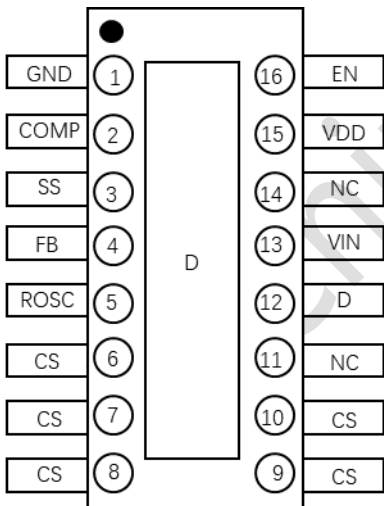 GND 1 16 EN
COMP 2 15 VDD
SS 3 14 NC
FB 4 13 VIN
D
ROSC 5 12 D
CS 6 11 NC
CS 7 10 CS
CS 8 9 CS